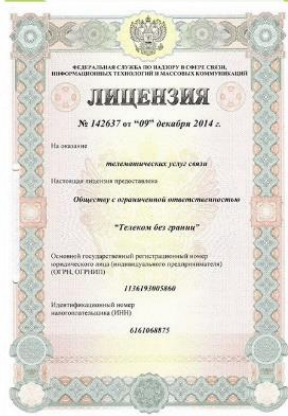 ФЕДЕРАЛЬНАЯ СЛУЖБА ПО НАДЗОРУ В СФЕРЕ СВЯЗИ,
ИНФОРМАЦИОННЫХ ТЕХНОЛОГИЙ И МАССОВЫХ КОММУНИКАЦИЙ
ЛИЦЕНЗИЯ
№ 142637 от "09" декабря 2014 г.
На оказание
телематических услуг связи
Настоящая лицензия предоставлена
Обществу с ограниченной ответственностью
"Телеком без границ"
Основной государственный регистрационный номер
юридического лица (индивидуального предпринимателя)
(ОГРН, ОГРНИП)
1136193005860
Идентификационный номер
налогоплательщика (ИНН)
6161068875